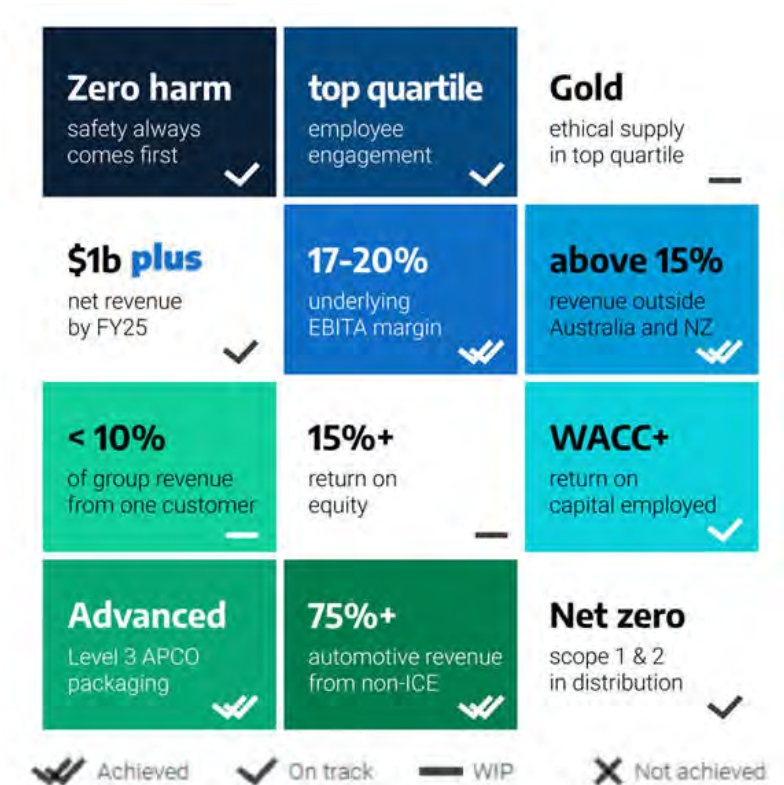 Zero harm
safety always
comes first
top quartile
employee
engagement
Gold
ethical supply
in top quartile
$1b plus
net revenue
by FY25
17-20%
underlying
EBITA margin
above 15%
revenue outside
Australia and NZ
< 10%
of group revenue
from one customer
15%+
return on
equity
WACC+
return on
capital employed
Advanced
Level 3 APCO
packaging
75%+
automotive revenue
from non-ICE
Net zero
scope 1 & 2
in distribution
Achieved
On track
WIP
Not achieved